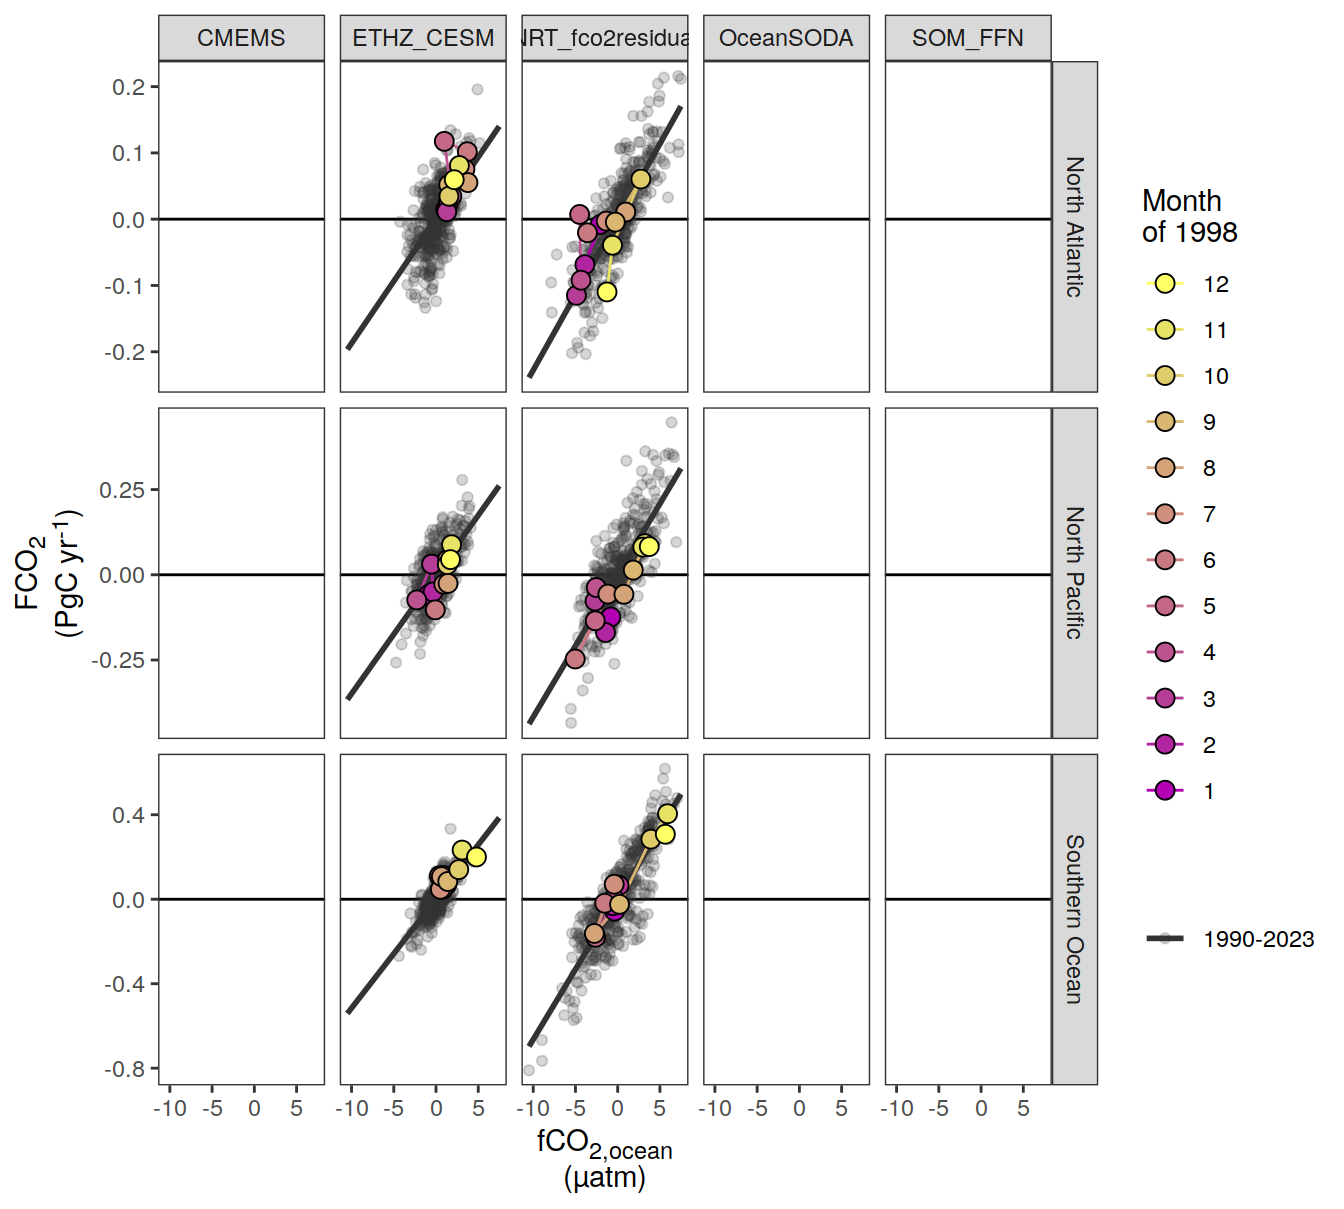 CMEMS ETHZ_CESM NRT_fco2residua OceanSODA SOM_FFN
0.2
0.1
0.0
-0.1
-0.2
North Atlantic
0.25
0.00
-0.25
North Pacific
0.4
0.0
-0.4
-0.8
Southern Ocean
-10 -5 0 5 -10 -5 0 5 -10 -5 0 5 -10 -5 0 5 -10 -5 0 5
FCO2
(PgC yr-1)
fCO2,ocean
(µatm)
Month
of 1998
12
11
10
9
8
7
6
5
4
3
2
1
1990-2023